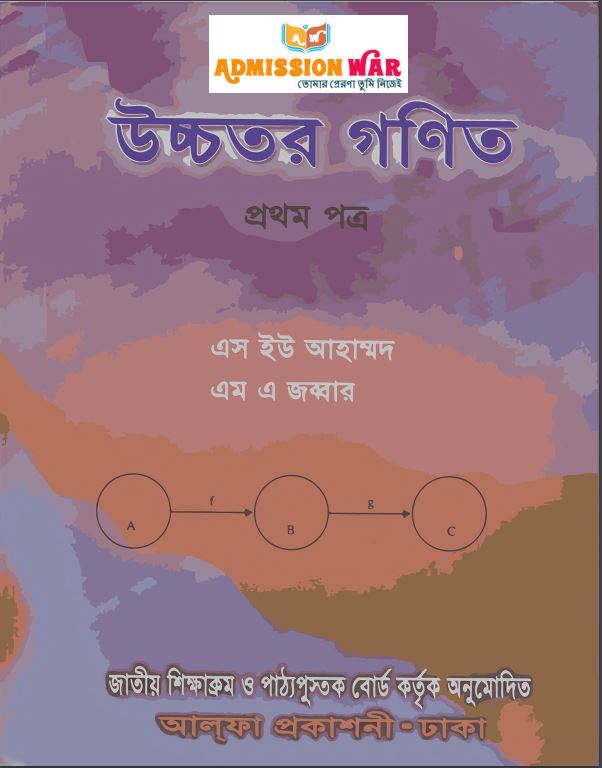 ADMISSION WAR
তোমার প্রেরণা তুমি নিজেই
উচ্চতর গণিত
প্রথম পত্র
এস ইউ আহাম্মদ
এম এ জব্বার
f g
A B C
জাতীয় শিক্ষাক্রম ও পাঠ্যপুস্তক বোর্ড কর্তৃক অনুমোদিত
আল্‌ফা প্রকাশনী-ঢাকা